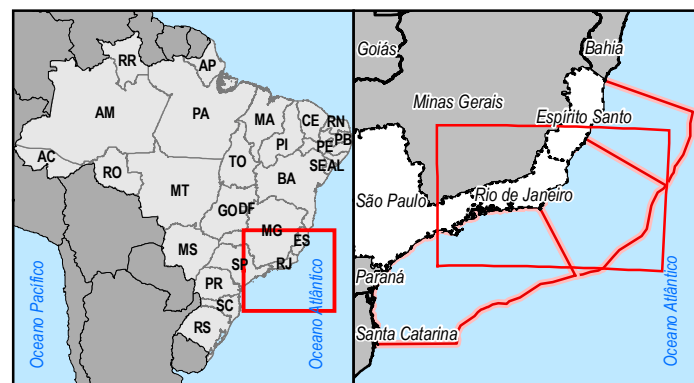 RR
AP
AM
PA
MA
CE
RN
PB
PE
PI
AC
TO
SE
AL
RO
BA
MT
GO
DF
MG
ES
MS
SP
RJ
PR
SC
RS
Oceano Pacífico
Oceano Atlântico
Goiás
Bahia
Minas Gerais
Espírito Santo
São Paulo
Rio de Janeiro
Paraná
Santa Catarina
Oceano Atlântico